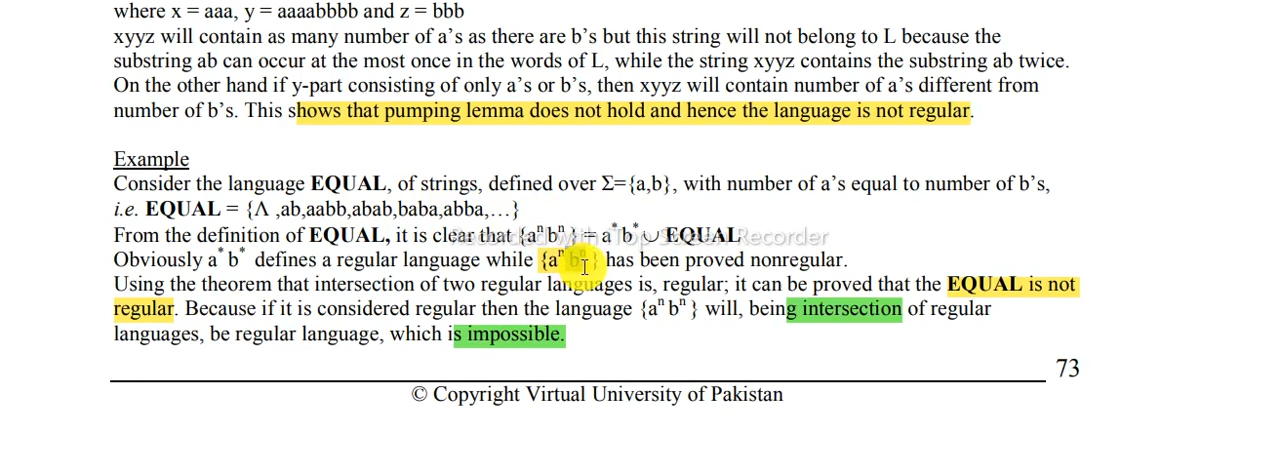 where x = aaa, y = aaaabbbb and z = bbb
xyyz will contain as many number of a’s as there are b’s but this string will not belong to L because the
substring ab can occur at the most once in the words of L, while the string xyyz contains the substring ab twice.
On the other hand if y-part consisting of only a’s or b’s, then xyyz will contain number of a’s different from
number of b’s. This shows that pumping lemma does not hold and hence the language is not regular.
Example
Consider the language EQUAL, of strings, defined over Σ={a,b}, with number of a’s equal to number of b’s,
i.e. EQUAL = {Λ ,ab,aabb,abab,baba,abba,…}
From the definition of EQUAL, it is clear that {aⁿbⁿ} = a*b* ∪ EQUAL
Recorded with iTop Screen Recorder
Obviously a*b* defines a regular language while {aⁿbⁿ} has been proved nonregular.
Using the theorem that intersection of two regular languages is, regular; it can be proved that the EQUAL is not
regular. Because if it is considered regular then the language {aⁿ bⁿ } will, being intersection of regular
languages, be regular language, which is impossible.
73
© Copyright Virtual University of Pakistan